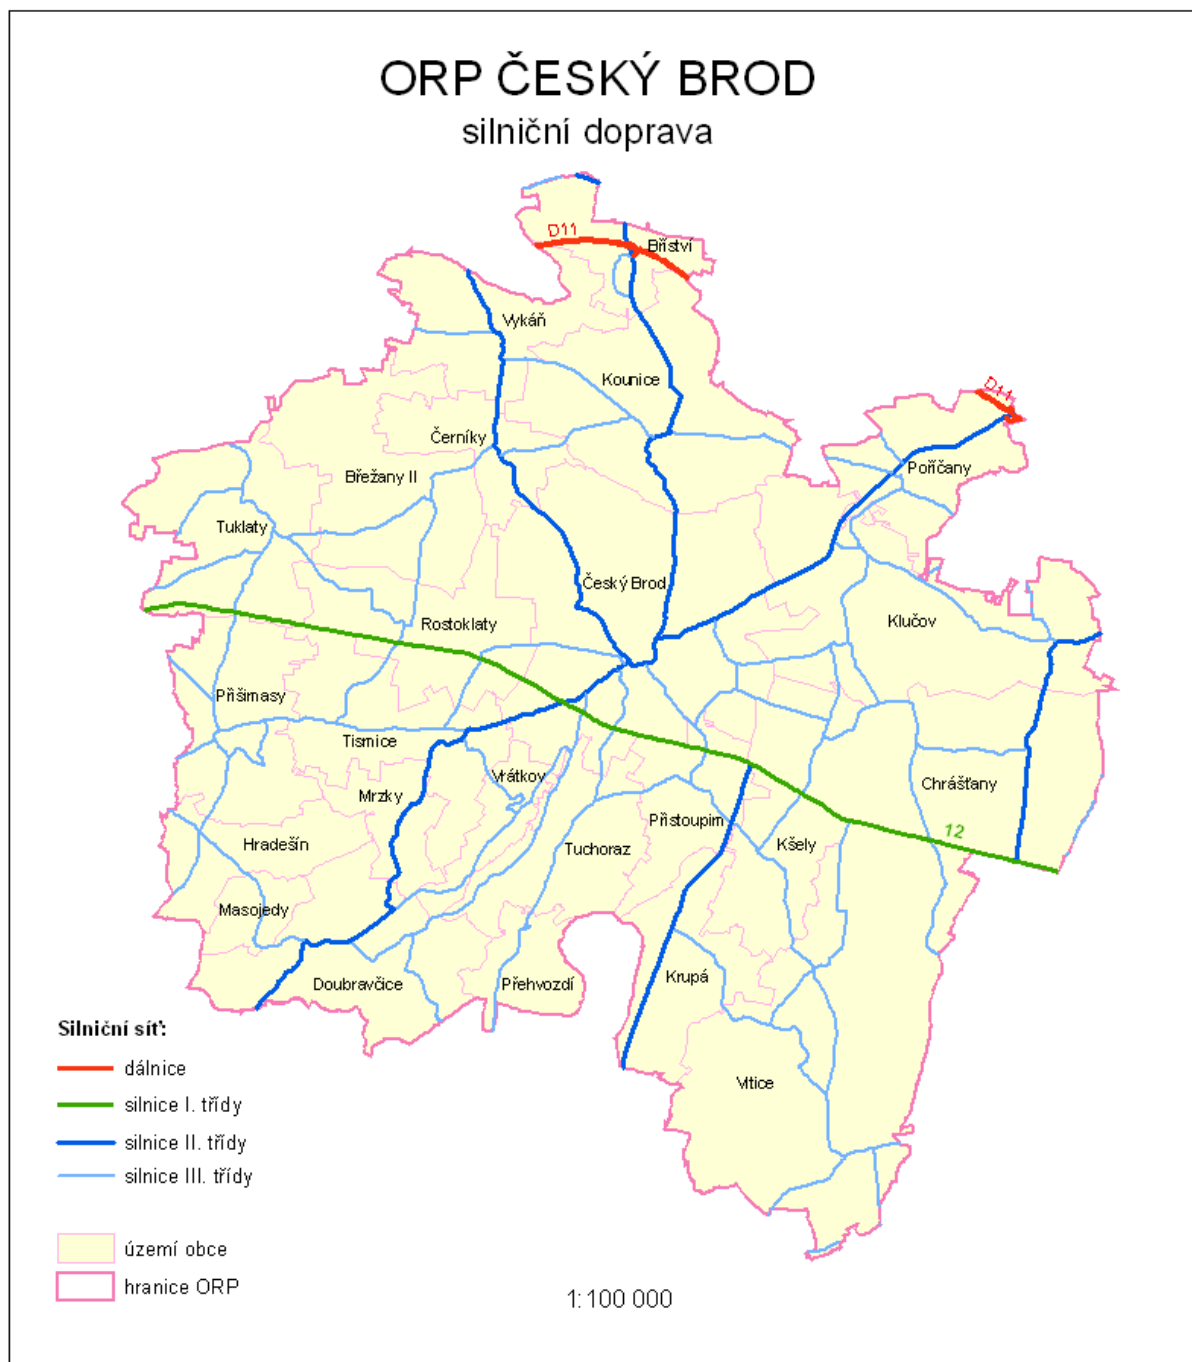 ORP ČESKÝ BROD
silniční doprava
D11
Bříství
Vykáň
Kounice
D11
Černíky
Poříčany
Břežany II
Tuklaty
Český Brod
Rostoklaty
Klučov
Přišimasy
Tismice
Vrátkov
Chrášťany
Mrzky
Přistoupim
12
Hradešín
Tuchoraz
Kšely
Masojedy
Doubravčice
Přehvozdí
Krupá
Vitice
Silniční síť:
dálnice
silnice I. třídy
silnice II. třídy
silnice III. třídy
území obce
hranice ORP
1:100 000